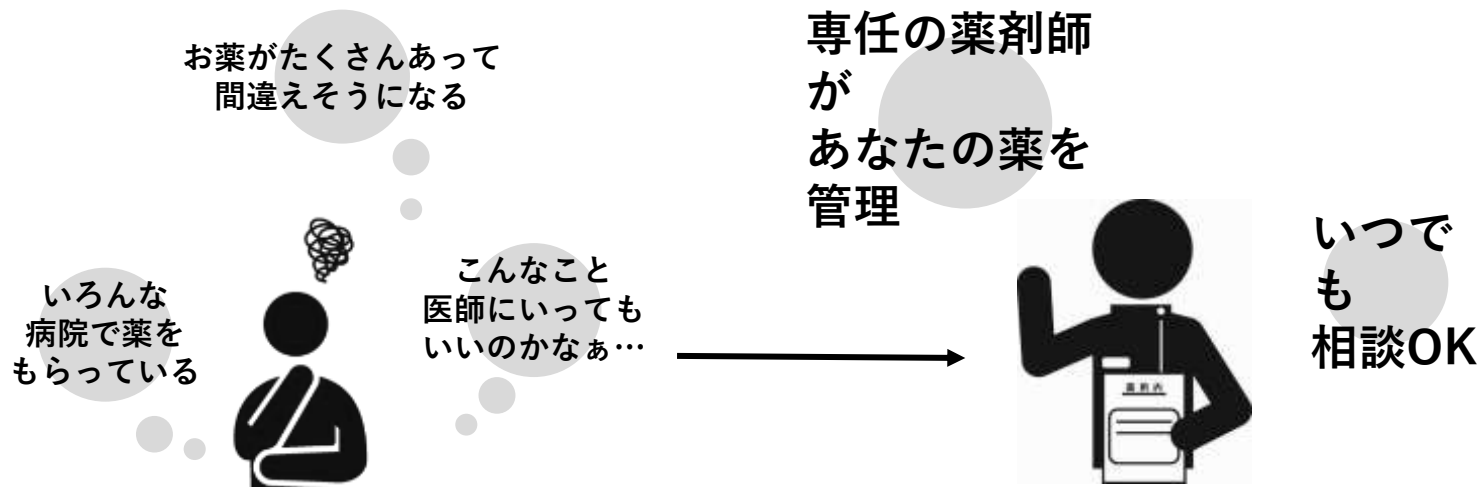 お薬がたくさんあって
間違えそうになる
いろんな
病院で薬を
もらっている
こんなこと
医師にいっても
いいのかなぁ…
専任の薬剤師
が
あなたの薬を
管理
いつで
も
相談OK